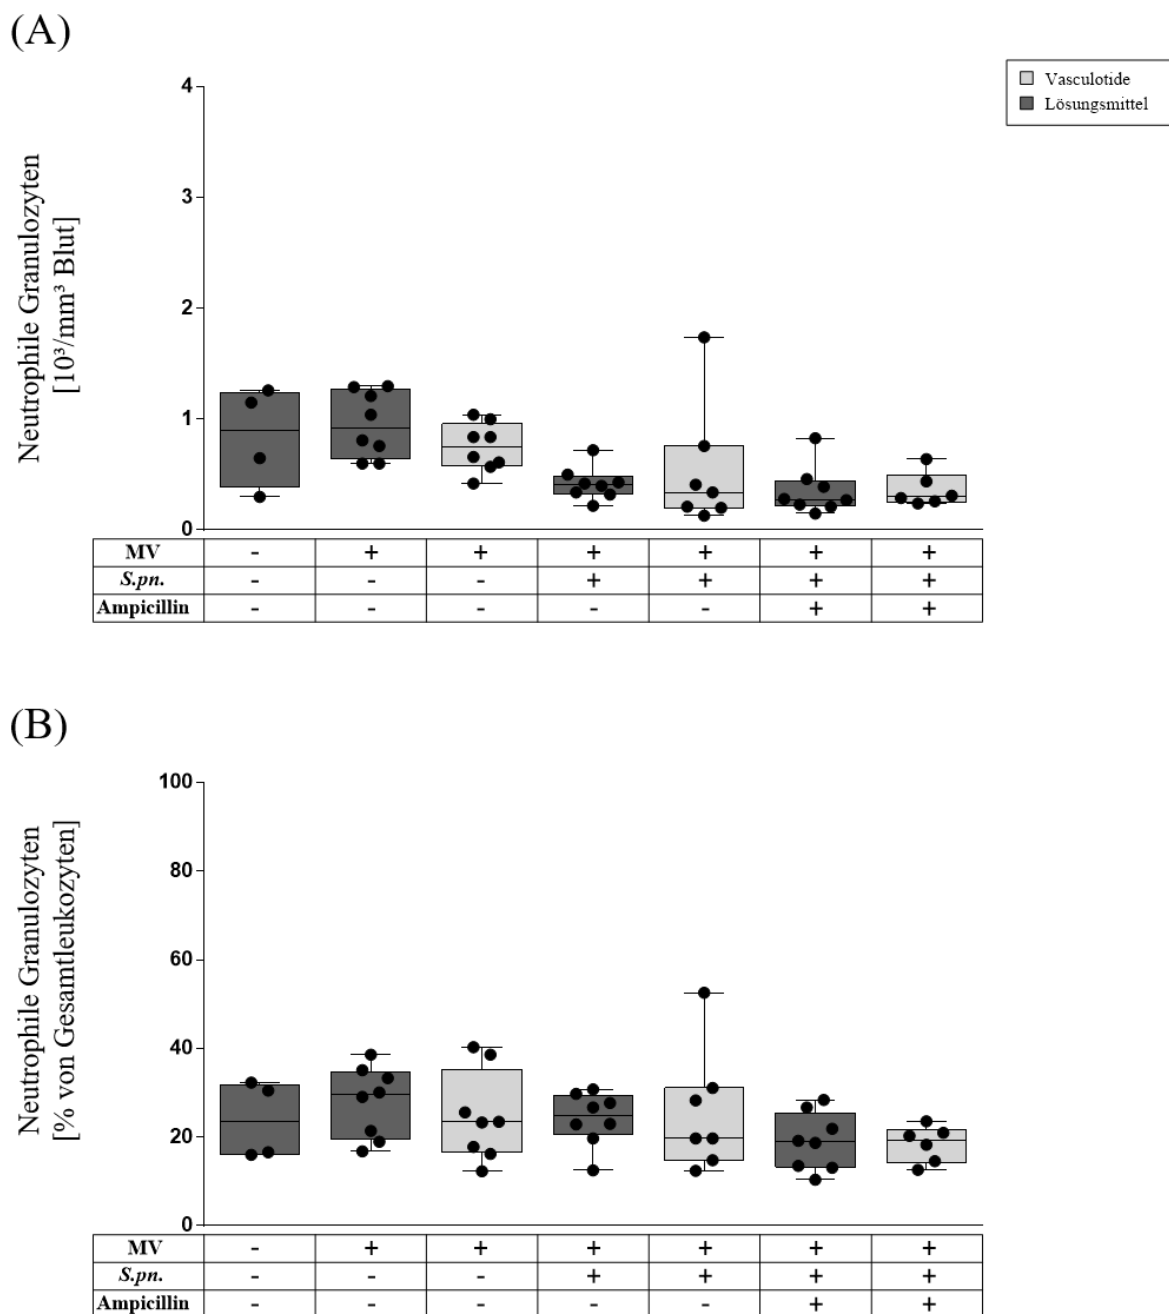 (A)
Vasculotide
Lösungsmittel
Neutrophile Granulozyten
[10³/mm³ Blut]
4
3
2
1
0
MV - + + + + + +
S.pn. - - - + + + +
Ampicillin - - - - - + +
(B)
Neutrophile Granulozyten
[% von Gesamtleukozyten]
100
80
60
40
20
0
MV - + + + + + +
S.pn. - - - + + + +
Ampicillin - - - - - + +